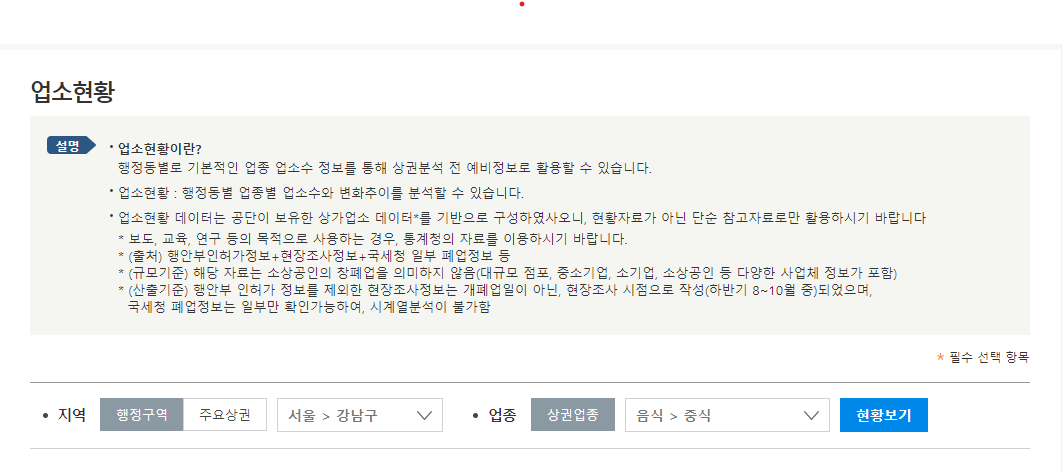 업소현황
설명
• 업소현황이란?
행정동별로 기본적인 업종 업소수 정보를 통해 상권분석 전 예비정보로 활용할 수 있습니다.
• 업소현황 : 행정동별 업종별 업소수와 변화추이를 분석할 수 있습니다.
• 업소현황 데이터는 공단이 보유한 상가업소 데이터*를 기반으로 구성하였사오니, 현황자료가 아닌 단순 참고자료로만 활용하시기 바랍니다
* 보도, 교육, 연구 등의 목적으로 사용하는 경우, 통계청의 자료를 이용하시기 바랍니다.
* (출처) 행안부인허가정보+현장조사정보+국세청 일부 폐업정보 등
* (규모기준) 해당 자료는 소상공인의 창폐업을 의미하지 않음(대규모 점포, 중소기업, 소기업, 소상공인 등 다양한 사업체 정보가 포함)
* (산출기준) 행안부 인허가 정보를 제외한 현장조사정보는 개폐업일이 아닌, 현장조사 시점으로 작성(하반기 8~10월 중)되었으며,
국세청 폐업정보는 일부만 확인가능하여, 시계열분석이 불가함
* 필수 선택 항목
• 지역 행정구역 주요상권 서울 > 강남구 • 업종 상권업종 음식 > 중식 현황보기